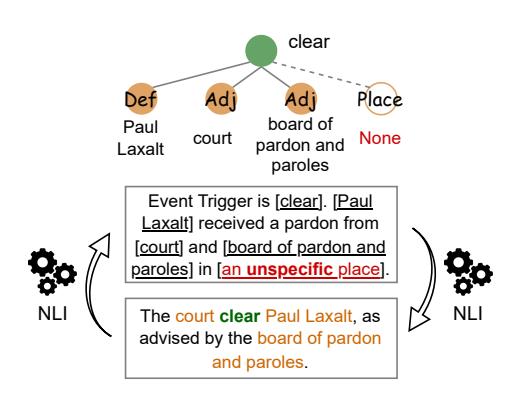 clear
Def Adj Adj Place
Paul
Laxalt
court
board of
pardon and
paroles
None
Event Trigger is [clear]. [Paul
Laxalt] received a pardon from
[court] and [board of pardon and
paroles] in [an unspecific place].
NLI
NLI
The court clear Paul Laxalt, as
advised by the board of pardon
and paroles.